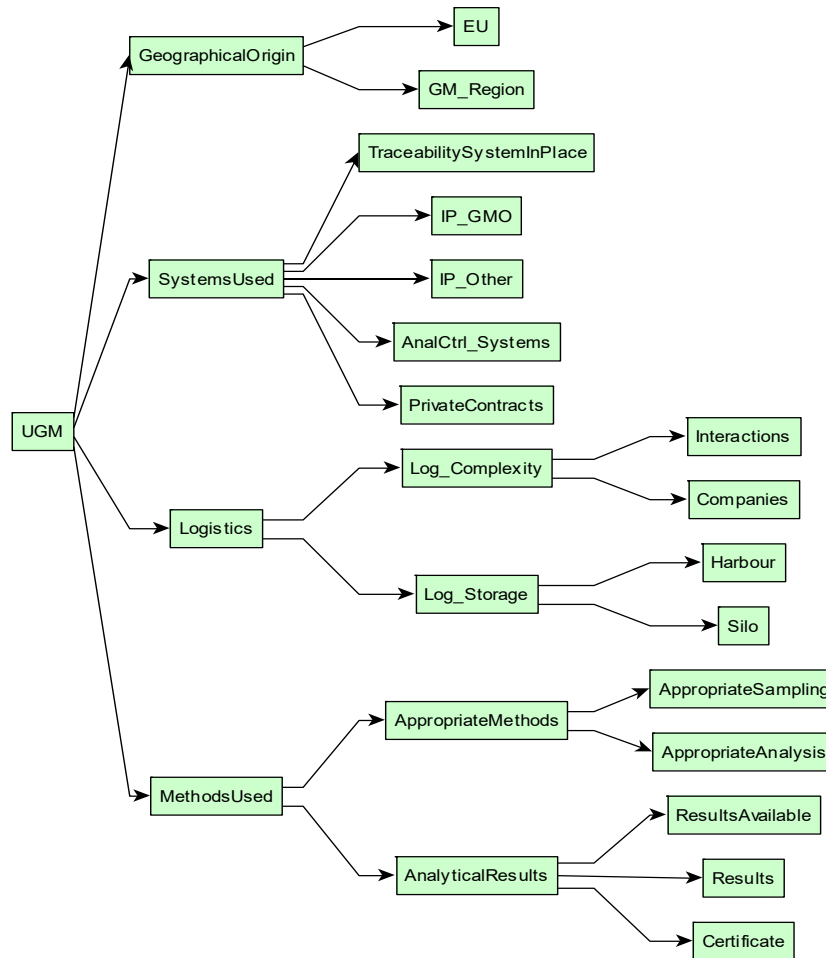 EU
GeographicalOrigin
GM_Region
TraceabilitySystemInPlace
IP_GMO
SystemsUsed
IP_Other
AnalCtrl_Systems
PrivateContracts
UGM
Interactions
Log_Complexity
Companies
Logistics
Harbour
Log_Storage
Silo
AppropriateSampling
AppropriateMethods
AppropriateAnalysis
MethodsUsed
ResultsAvailable
AnalyticalResults
Results
Certificate